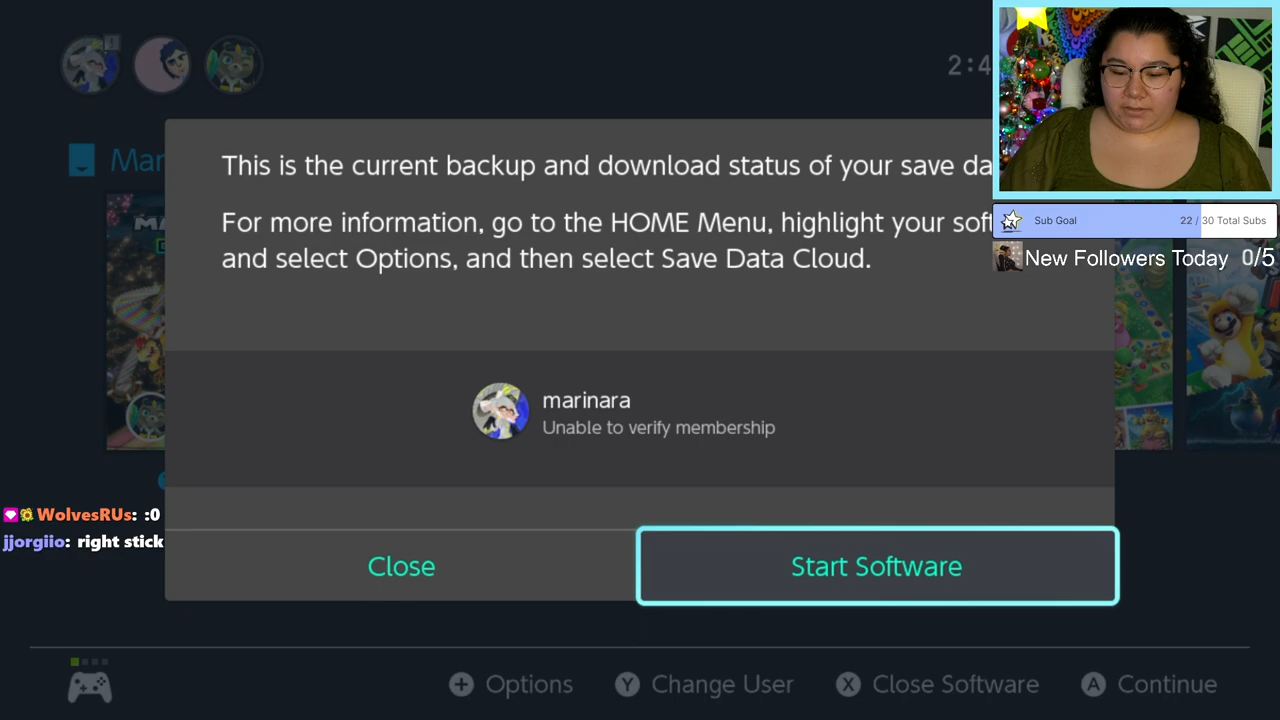 2:4
Mar
This is the current backup and download status of your save da
For more information, go to the HOME Menu, highlight your soft
and select Options, and then select Save Data Cloud.
Sub Goal
22 / 30 Total Subs
New Followers Today 0/5
marinara
Unable to verify membership
WolvesRUs: :0
jjorgiio: right stick
Close
Start Software
+ Options
Y Change User
X Close Software
A Continue